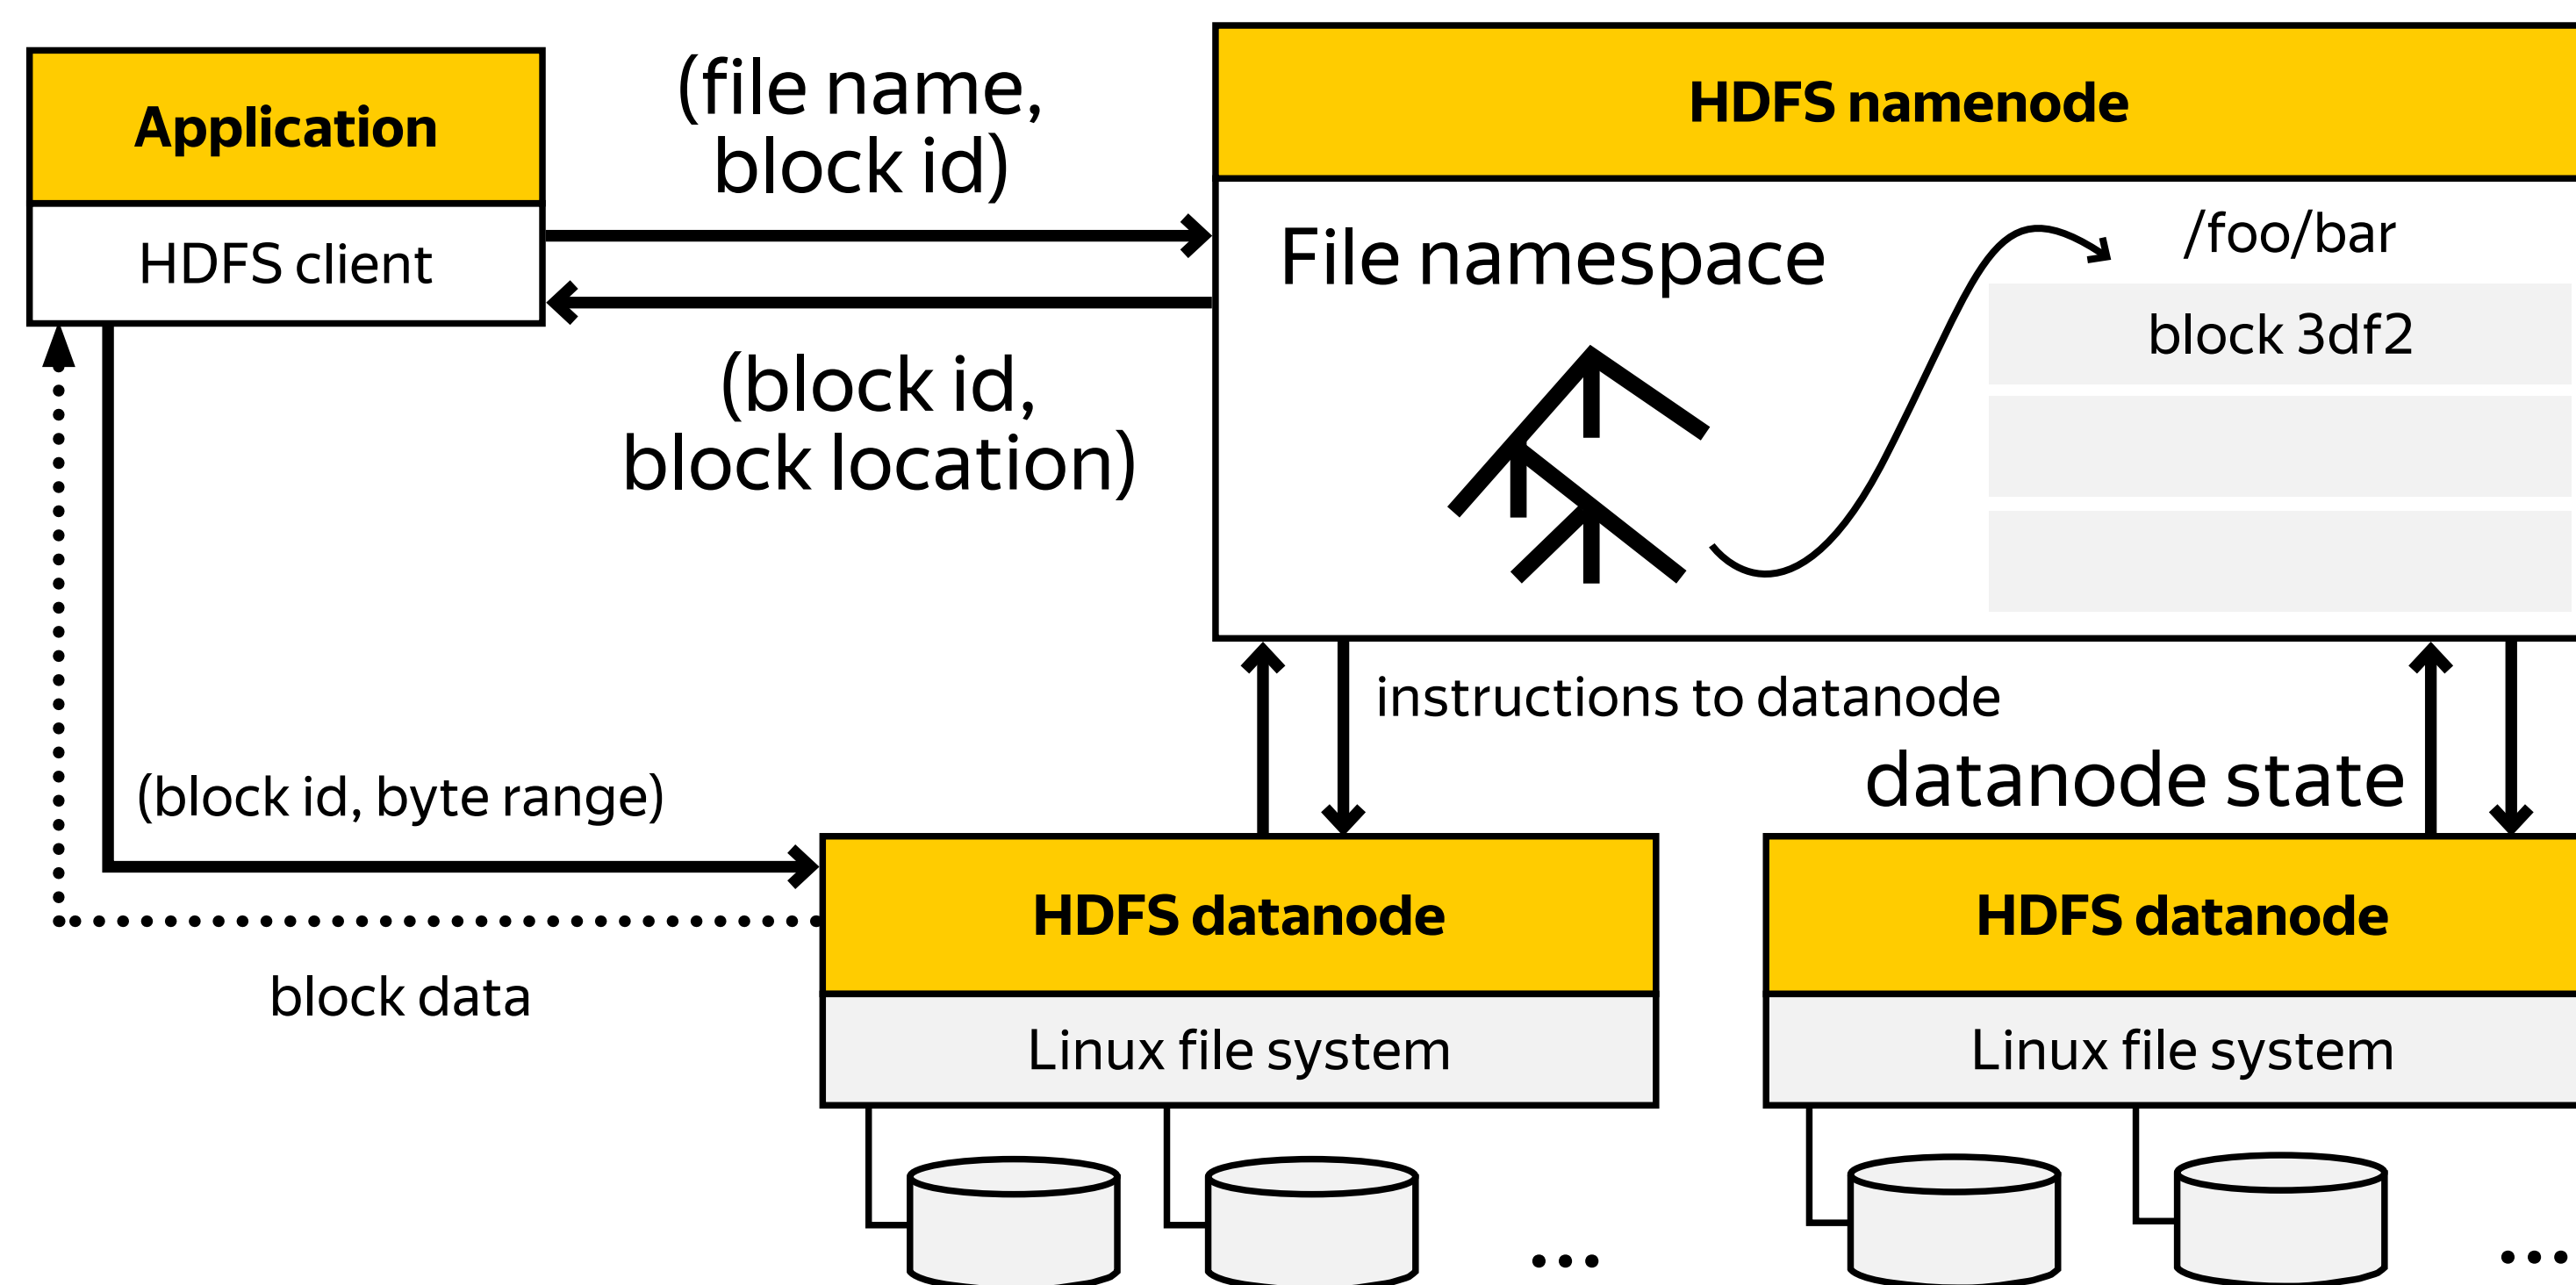 Application
HDFS client
(file name,
block id)
(block id,
block location)
HDFS namenode
File namespace
/foo/bar
block 3df2
instructions to datanode
datanode state
(block id, byte range)
block data
HDFS datanode
Linux file system
...
HDFS datanode
Linux file system
...